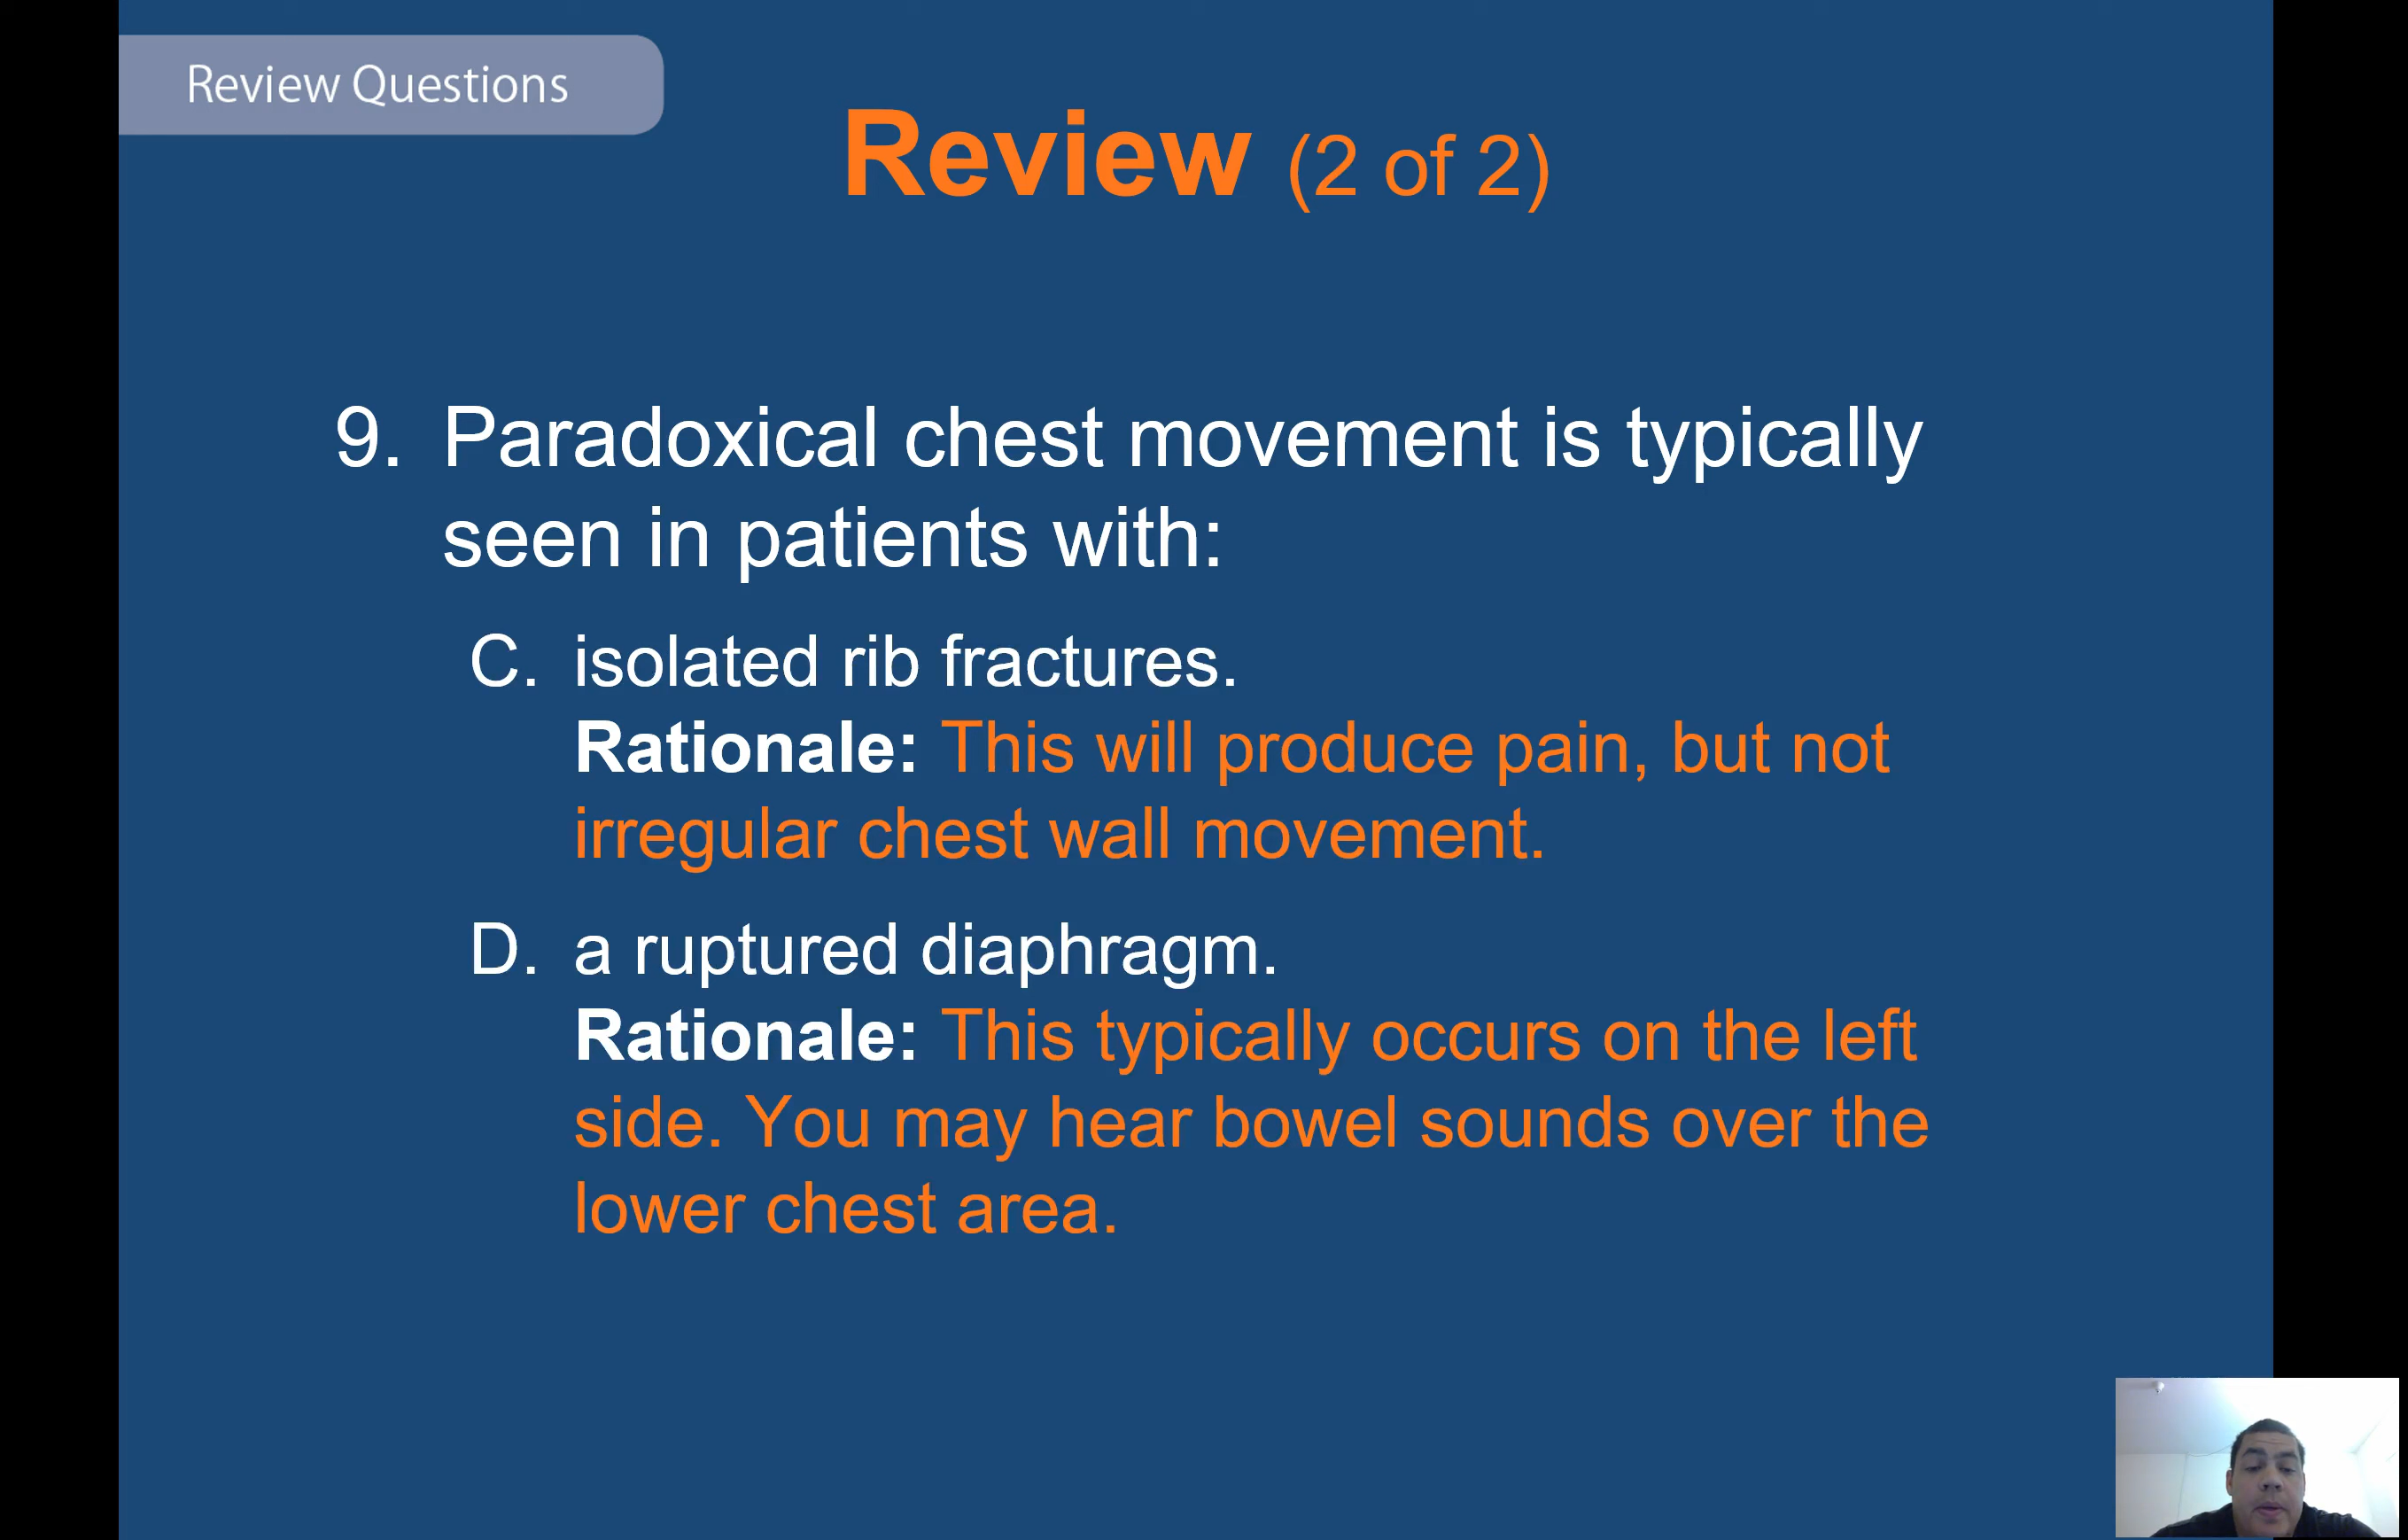 Review Questions
Review (2 of 2)
9. Paradoxical chest movement is typically
seen in patients with:
C. isolated rib fractures.
Rationale: This will produce pain, but not
irregular chest wall movement.
D. a ruptured diaphragm.
Rationale: This typically occurs on the left
side. You may hear bowel sounds over the
lower chest area.